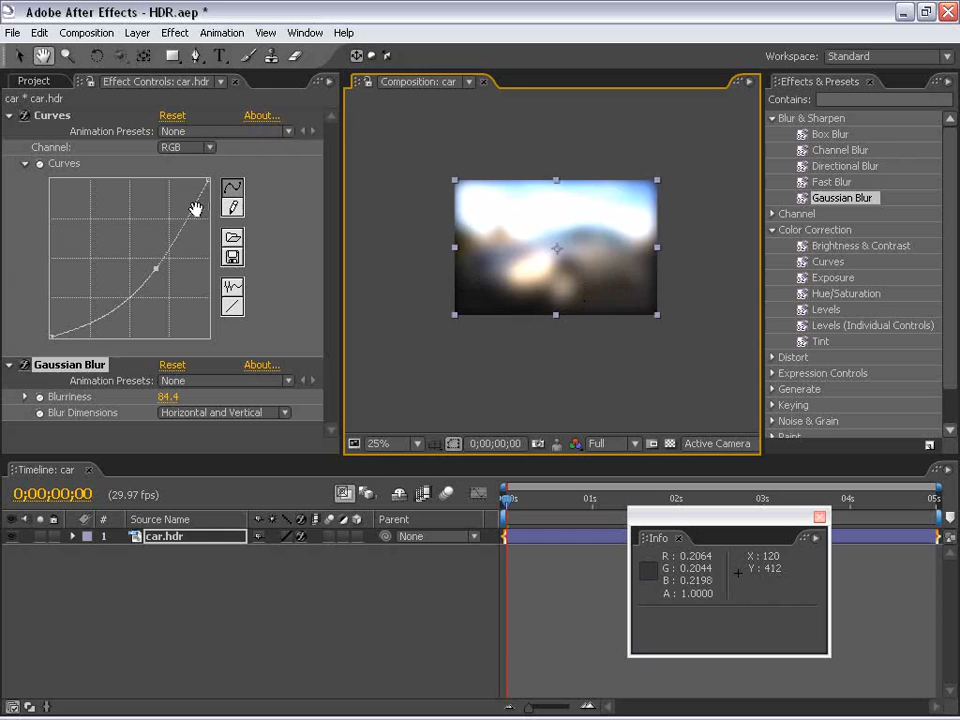 Adobe After Effects - HDR.aep *
File Edit Composition Layer Effect Animation View Window Help
Workspace: Standard
Project Effect Controls: car.hdr
car * car.hdr
Curves Reset About...
Animation Presets: None
Channel: RGB
Curves
Gaussian Blur Reset About...
Animation Presets: None
Blurriness 84.4
Blur Dimensions Horizontal and Vertical
Composition: car
25% 0;00;00;00 Full Active Camera
Effects & Presets
Contains:
Blur & Sharpen
Box Blur
Channel Blur
Directional Blur
Fast Blur
Gaussian Blur
Channel
Color Correction
Brightness & Contrast
Curves
Exposure
Hue/Saturation
Levels
Levels (Individual Controls)
Tint
Distort
Expression Controls
Generate
Keying
Noise & Grain
Paint
Timeline: car
0;00;00;00 (29.97 fps)
# Source Name Parent
1 car.hdr None
00s 01s 02s 03s 04s 05s
Info
R: 0.2064 X: 120
G: 0.2044 Y: 412
B: 0.2198
A: 1.0000